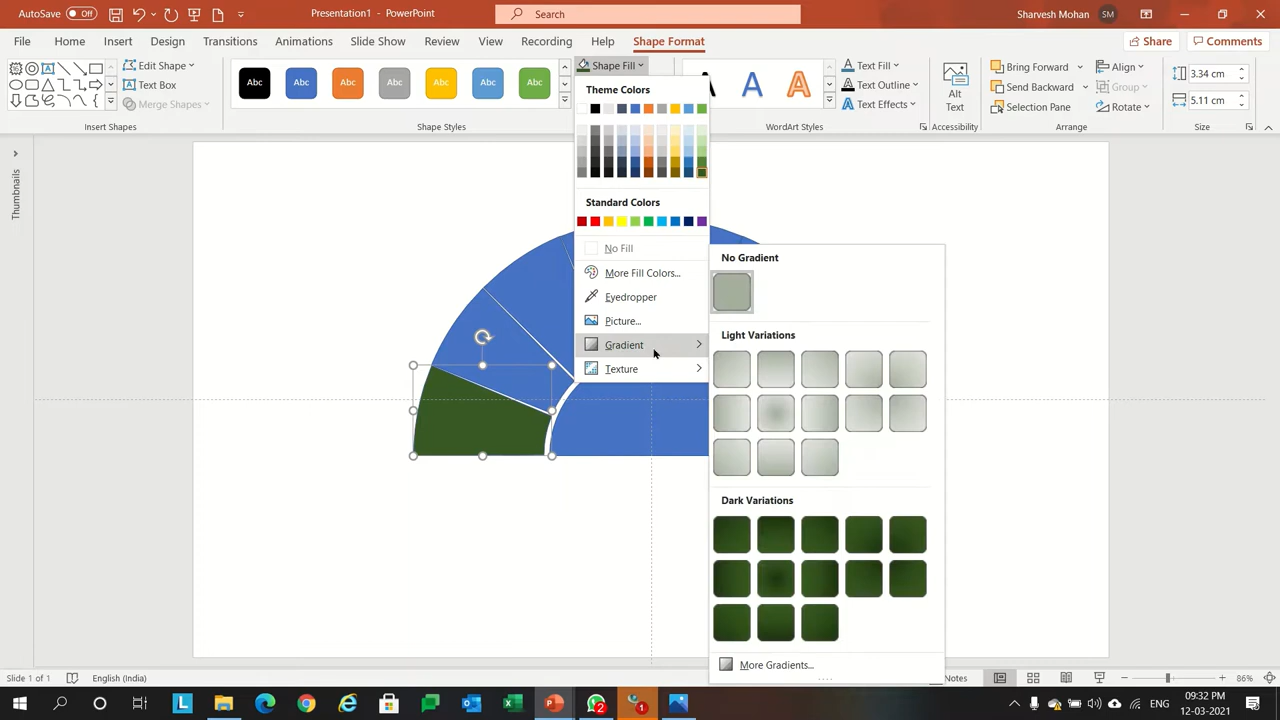 AutoSave Off
Presentation1 - PowerPoint
Search
Sharvesh Mohan SM
File Home Insert Design Transitions Animations Slide Show Review View Recording Help Shape Format
Share Comments
Edit Shape
Text Box
Merge Shapes
Insert Shapes
Abc Abc Abc Abc Abc Abc Abc
Shape Styles
Shape Fill
A A A
WordArt Styles
Text Fill
Text Outline
Text Effects
Alt
Text
Accessibility
Bring Forward
Send Backward
Selection Pane
Align
Group
Rotate
Arrange
3.34 cm
5.11 cm
Size
Thumbnails
Theme Colors
Standard Colors
No Fill
More Fill Colors...
Eyedropper
Picture...
Gradient
Texture
No Gradient
Light Variations
Dark Variations
More Gradients...
Slide 1 of 1
English (India)
Notes
86%
L
2
1
ENG
09:32 PM
12-03-2021